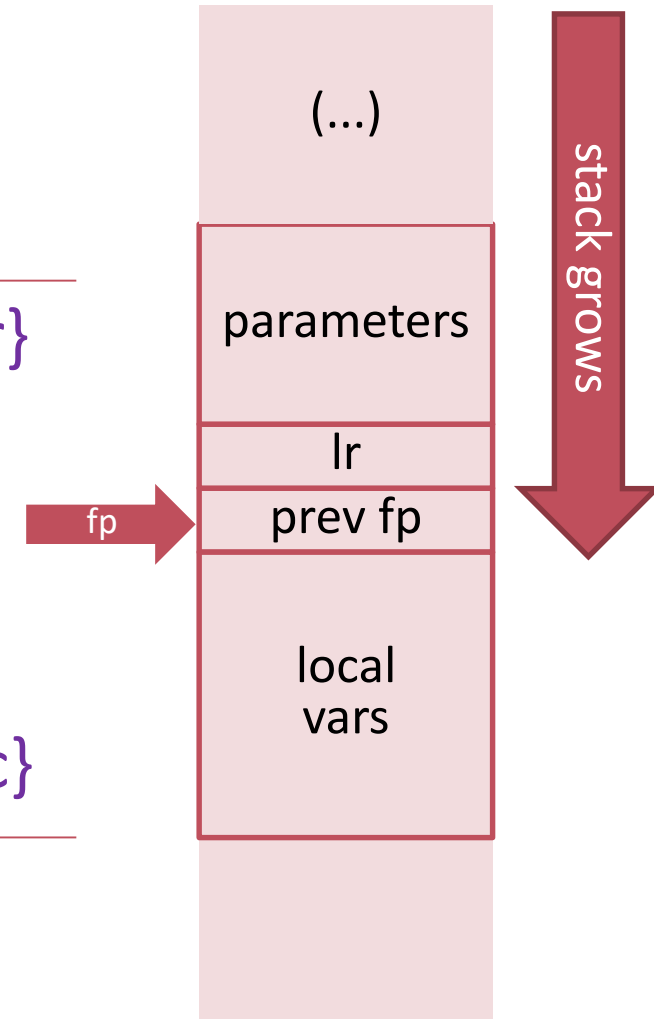 (...)
stack grows
parameters
r}
lr
fp
prev fp
local
vars
c}